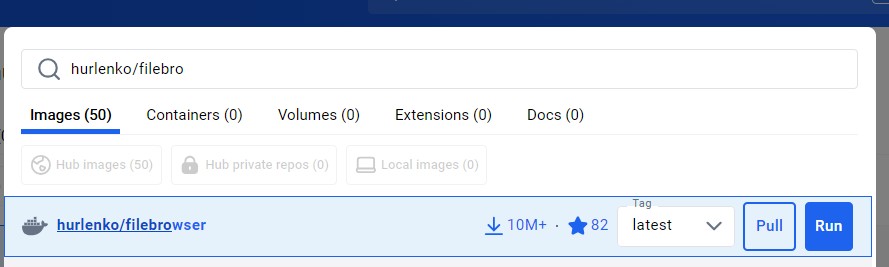 hurlenko/filebro
Images (50) Containers (0) Volumes (0) Extensions (0) Docs (0)
Hub images (50) Hub private repos (0) Local images (0)
Tag
hurlenko/filebrowser 10M+ · 82 latest Pull Run